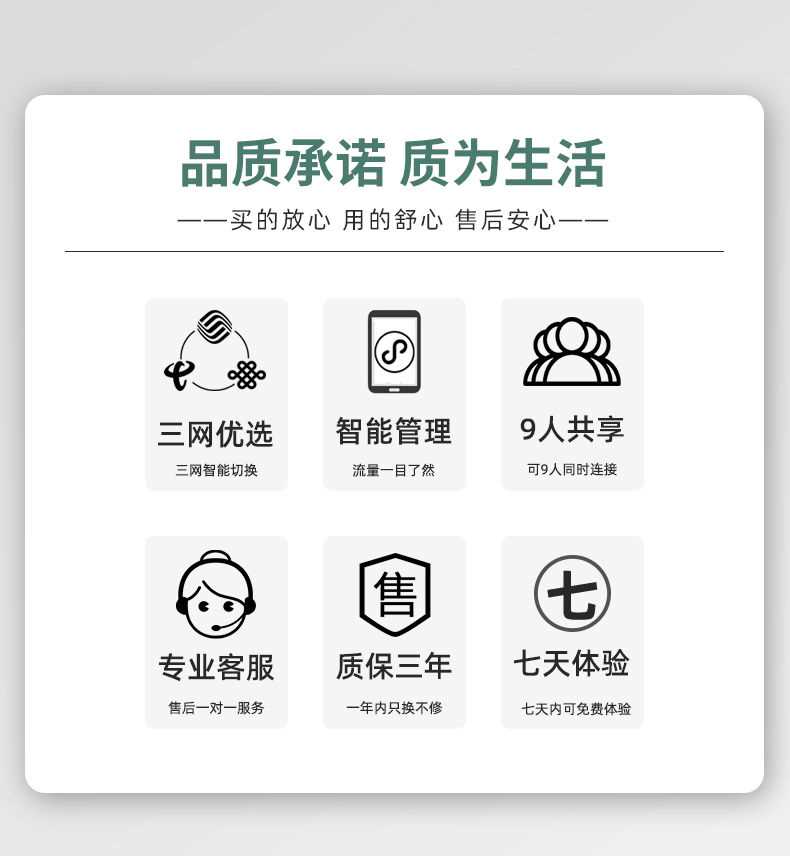 品质承诺 质为生活
——买的放心 用的舒心 售后安心——
三网优选
三网智能切换
智能管理
流量一目了然
9人共享
可9人同时连接
专业客服
售后一对一服务
售
质保三年
一年内只换不修
七
七天体验
七天内可免费体验